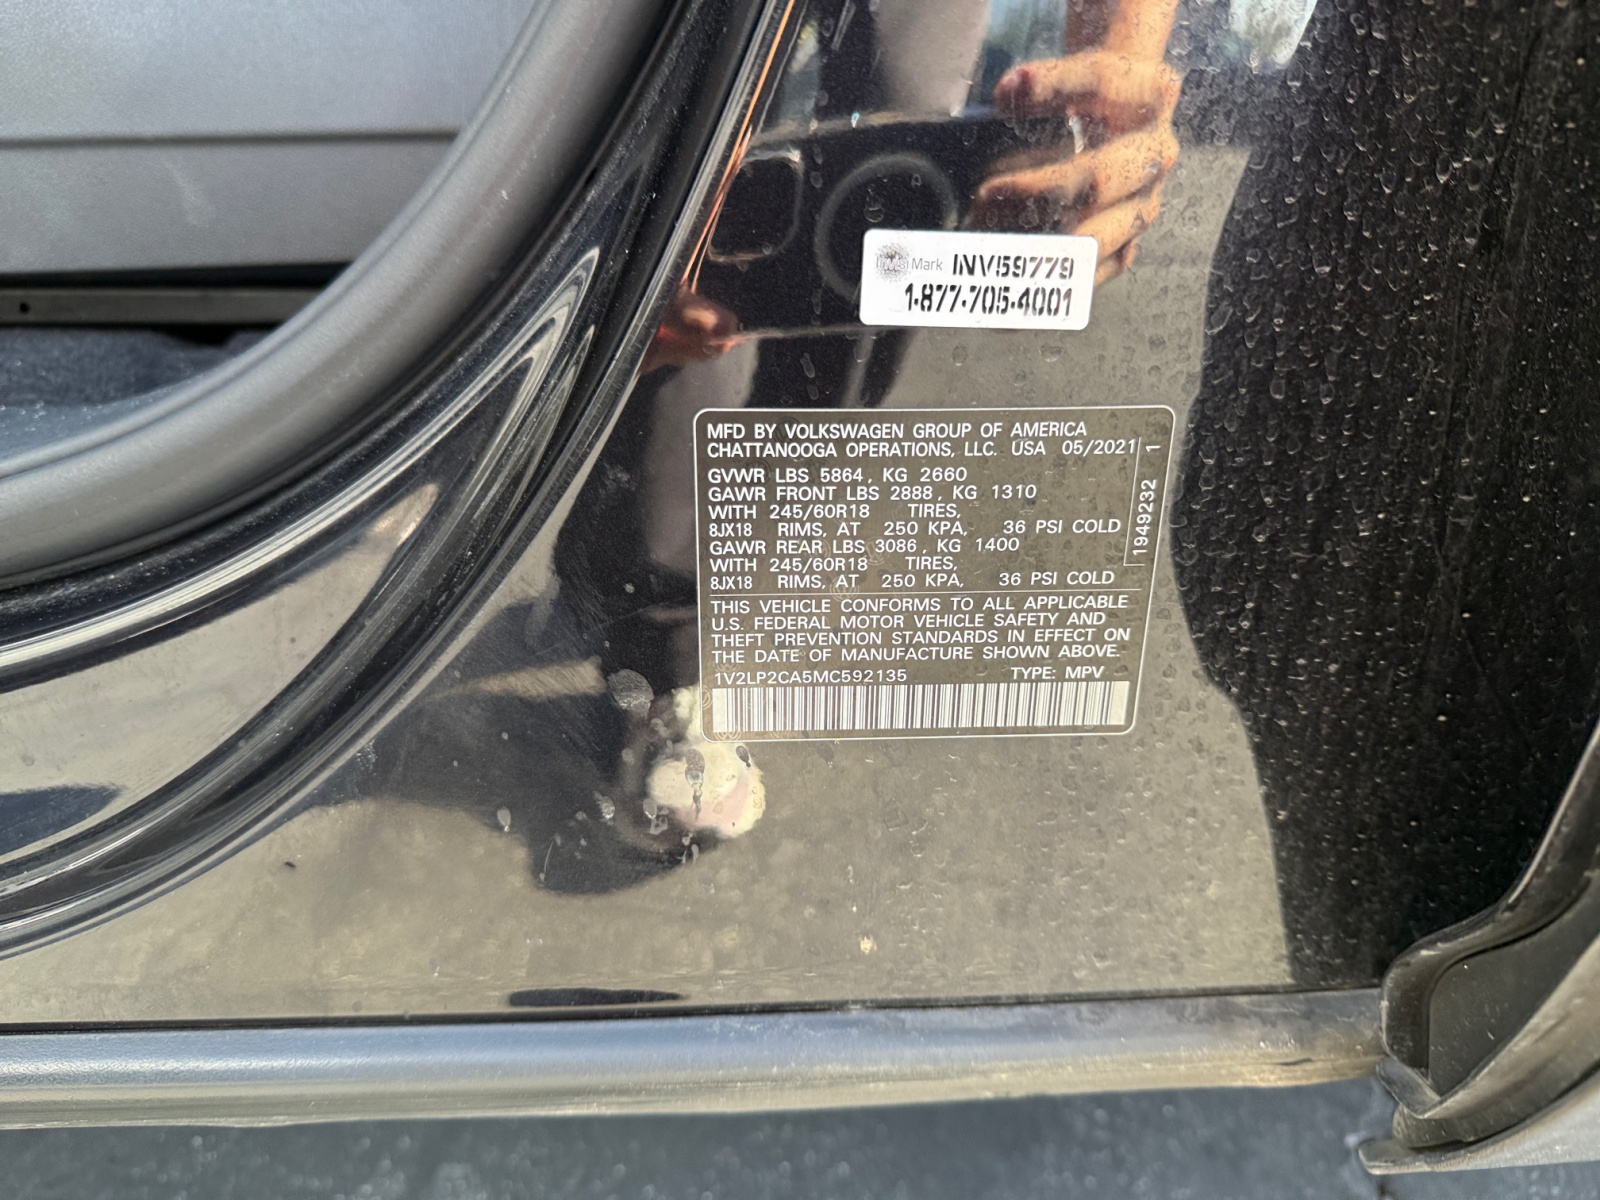 Mark INV59779
1-877-705-4001
MFD BY VOLKSWAGEN GROUP OF AMERICA
CHATTANOOGA OPERATIONS, LLC. USA 05/2021
GVWR LBS 5864, KG 2660
GAWR FRONT LBS 2888, KG 1310
WITH 245/60R18 TIRES,
8JX18 RIMS, AT 250 KPA, 36 PSI COLD
GAWR REAR LBS 3086, KG 1400
WITH 245/60R18 TIRES,
8JX18 RIMS, AT 250 KPA, 36 PSI COLD
1949232 1
THIS VEHICLE CONFORMS TO ALL APPLICABLE
U.S. FEDERAL MOTOR VEHICLE SAFETY AND
THEFT PREVENTION STANDARDS IN EFFECT ON
THE DATE OF MANUFACTURE SHOWN ABOVE.
1V2LP2CA5MC592135 TYPE: MPV